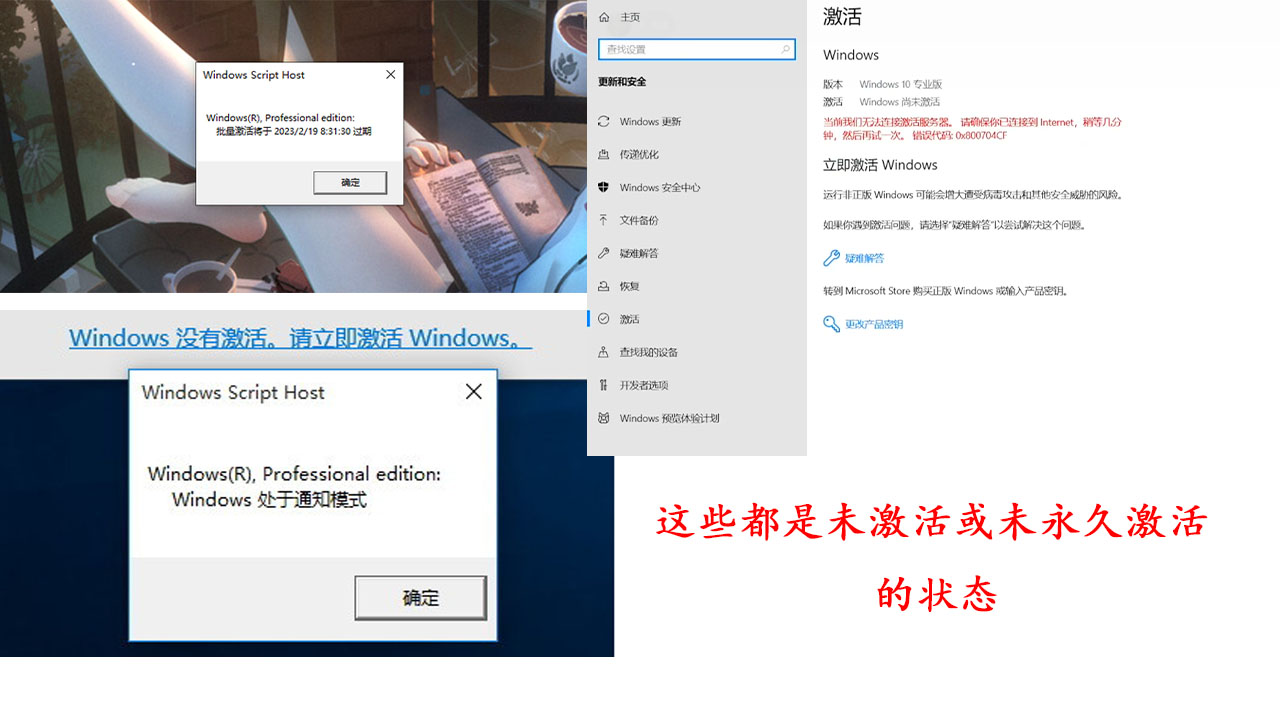 Windows Script Host
Windows(R), Professional edition:
批量激活将于 2023/2/19 8:31:30 过期
确定
Windows 没有激活。请立即激活 Windows。
Windows Script Host
Windows(R), Professional edition:
Windows 处于通知模式
确定
主页
查找设置
更新和安全
Windows 更新
传递优化
Windows 安全中心
文件备份
疑难解答
恢复
激活
查找我的设备
开发者选项
Windows 预览体验计划
激活
Windows
版本 Windows 10 专业版
激活 Windows 尚未激活
当前我们无法连接激活服务器。 请确保你已连接到 Internet，稍等几分
钟，然后再试一次。 错误代码: 0x800704CF
立即激活 Windows
运行非正版 Windows 可能会增大遭受病毒攻击和其他安全威胁的风险。
如果你遇到激活问题，请选择"疑难解答"以尝试解决这个问题。
疑难解答
转到 Microsoft Store 购买正版 Windows 或输入产品密钥。
更改产品密钥
这些都是未激活或未永久激活
的状态